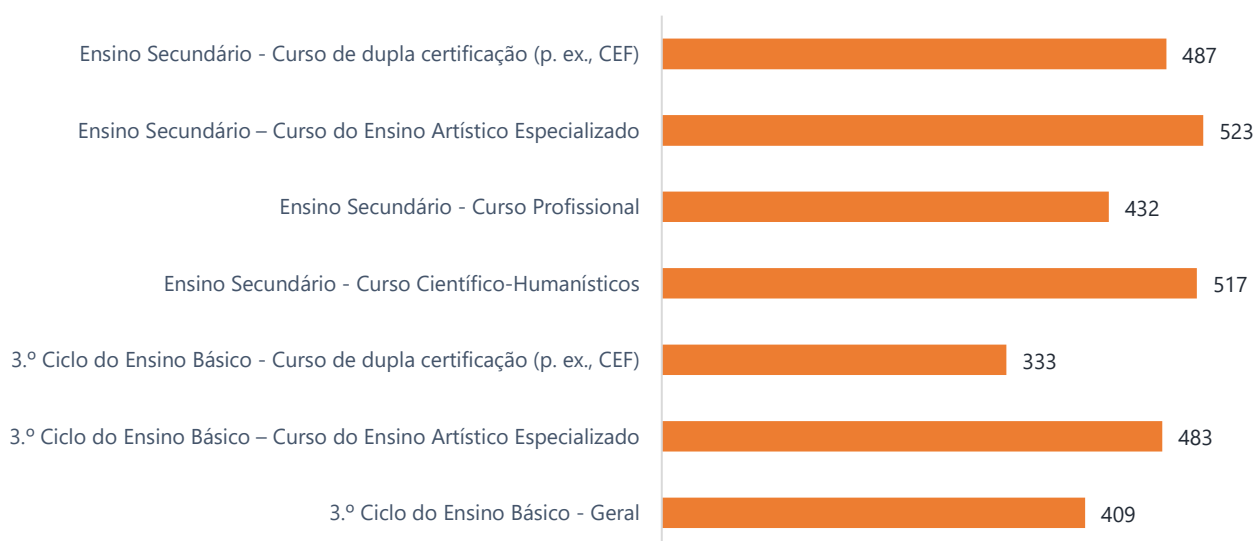 Ensino Secundário - Curso de dupla certificação (p. ex., CEF) 487
Ensino Secundário – Curso do Ensino Artístico Especializado 523
Ensino Secundário - Curso Profissional 432
Ensino Secundário - Curso Científico-Humanísticos 517
3.º Ciclo do Ensino Básico - Curso de dupla certificação (p. ex., CEF) 333
3.º Ciclo do Ensino Básico – Curso do Ensino Artístico Especializado 483
3.º Ciclo do Ensino Básico - Geral 409